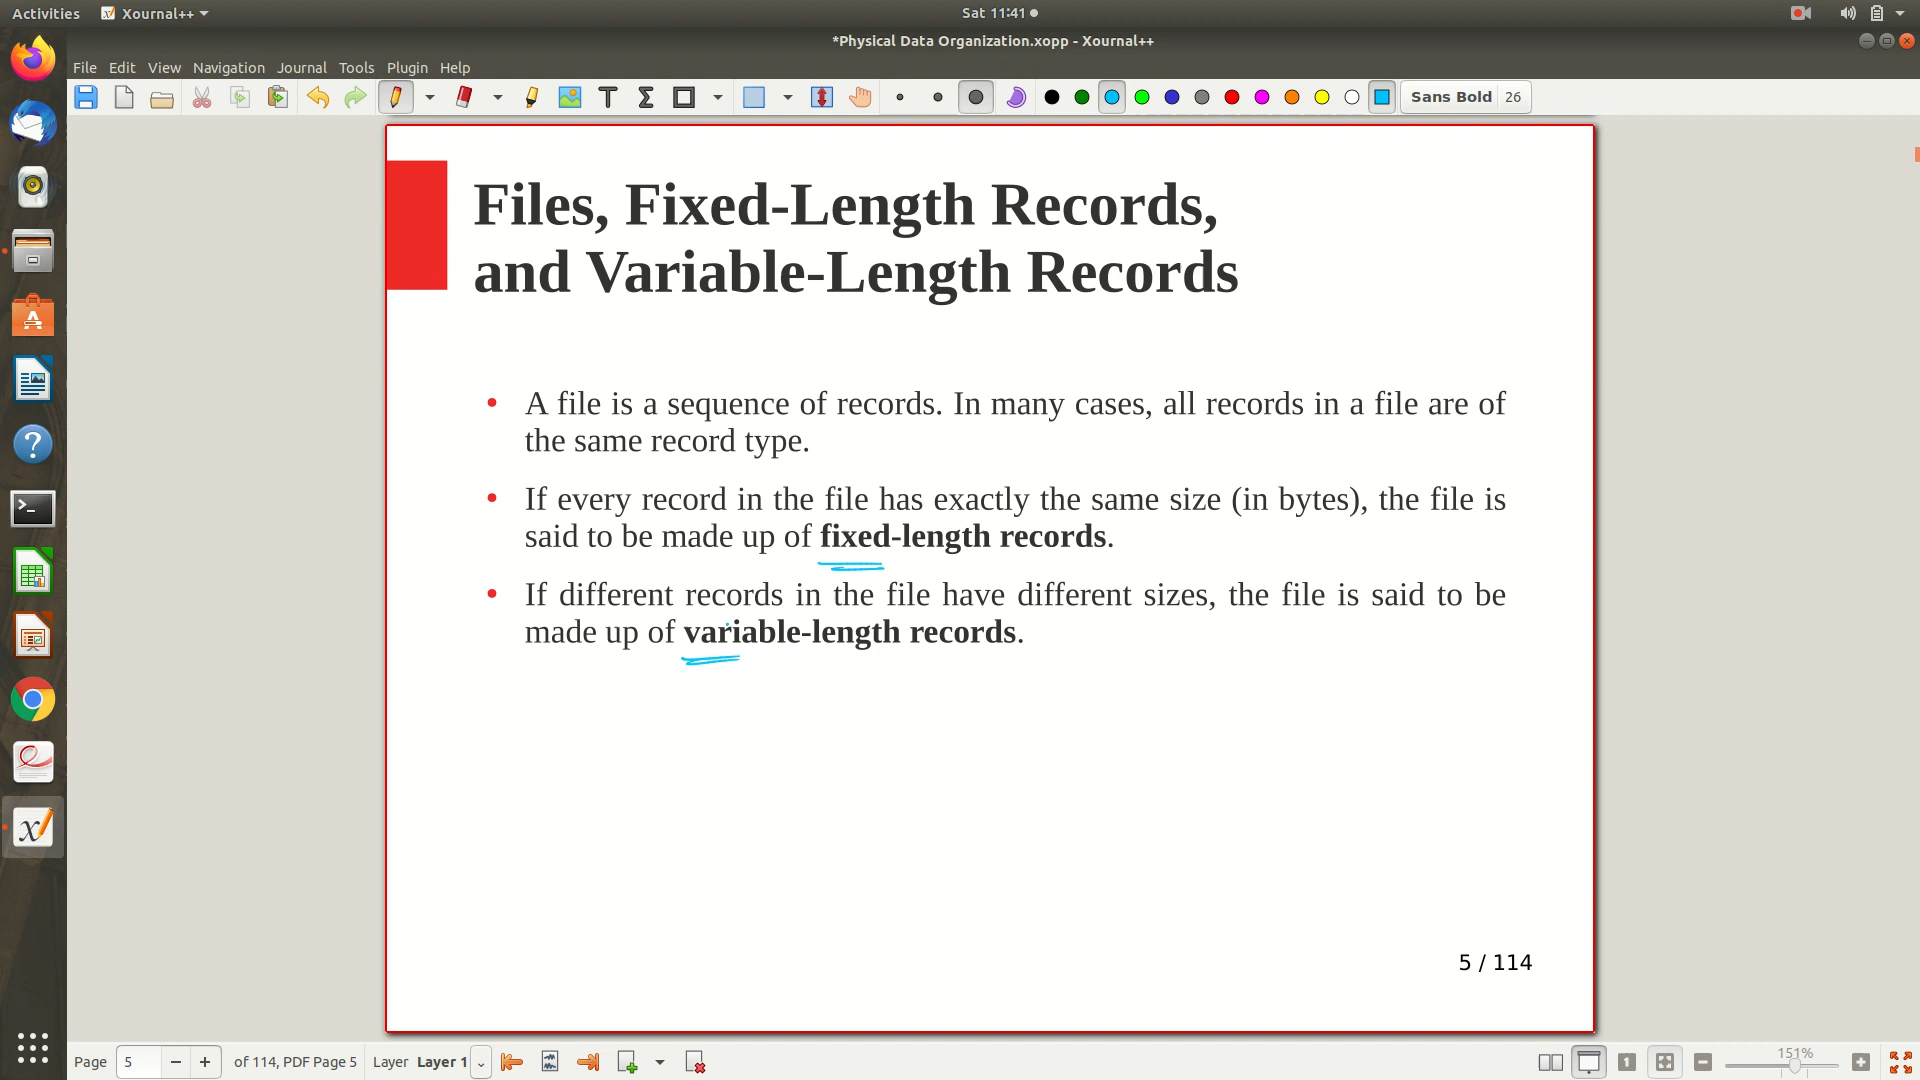 Activities Xournal++ Sat 11:41
*Physical Data Organization.xopp - Xournal++
File Edit View Navigation Journal Tools Plugin Help
Sans Bold 26
Files, Fixed-Length Records,
and Variable-Length Records
• A file is a sequence of records. In many cases, all records in a file are of
the same record type.
• If every record in the file has exactly the same size (in bytes), the file is
said to be made up of fixed-length records.
• If different records in the file have different sizes, the file is said to be
made up of variable-length records.
5 / 114
Page 5 of 114, PDF Page 5 Layer Layer 1 151%